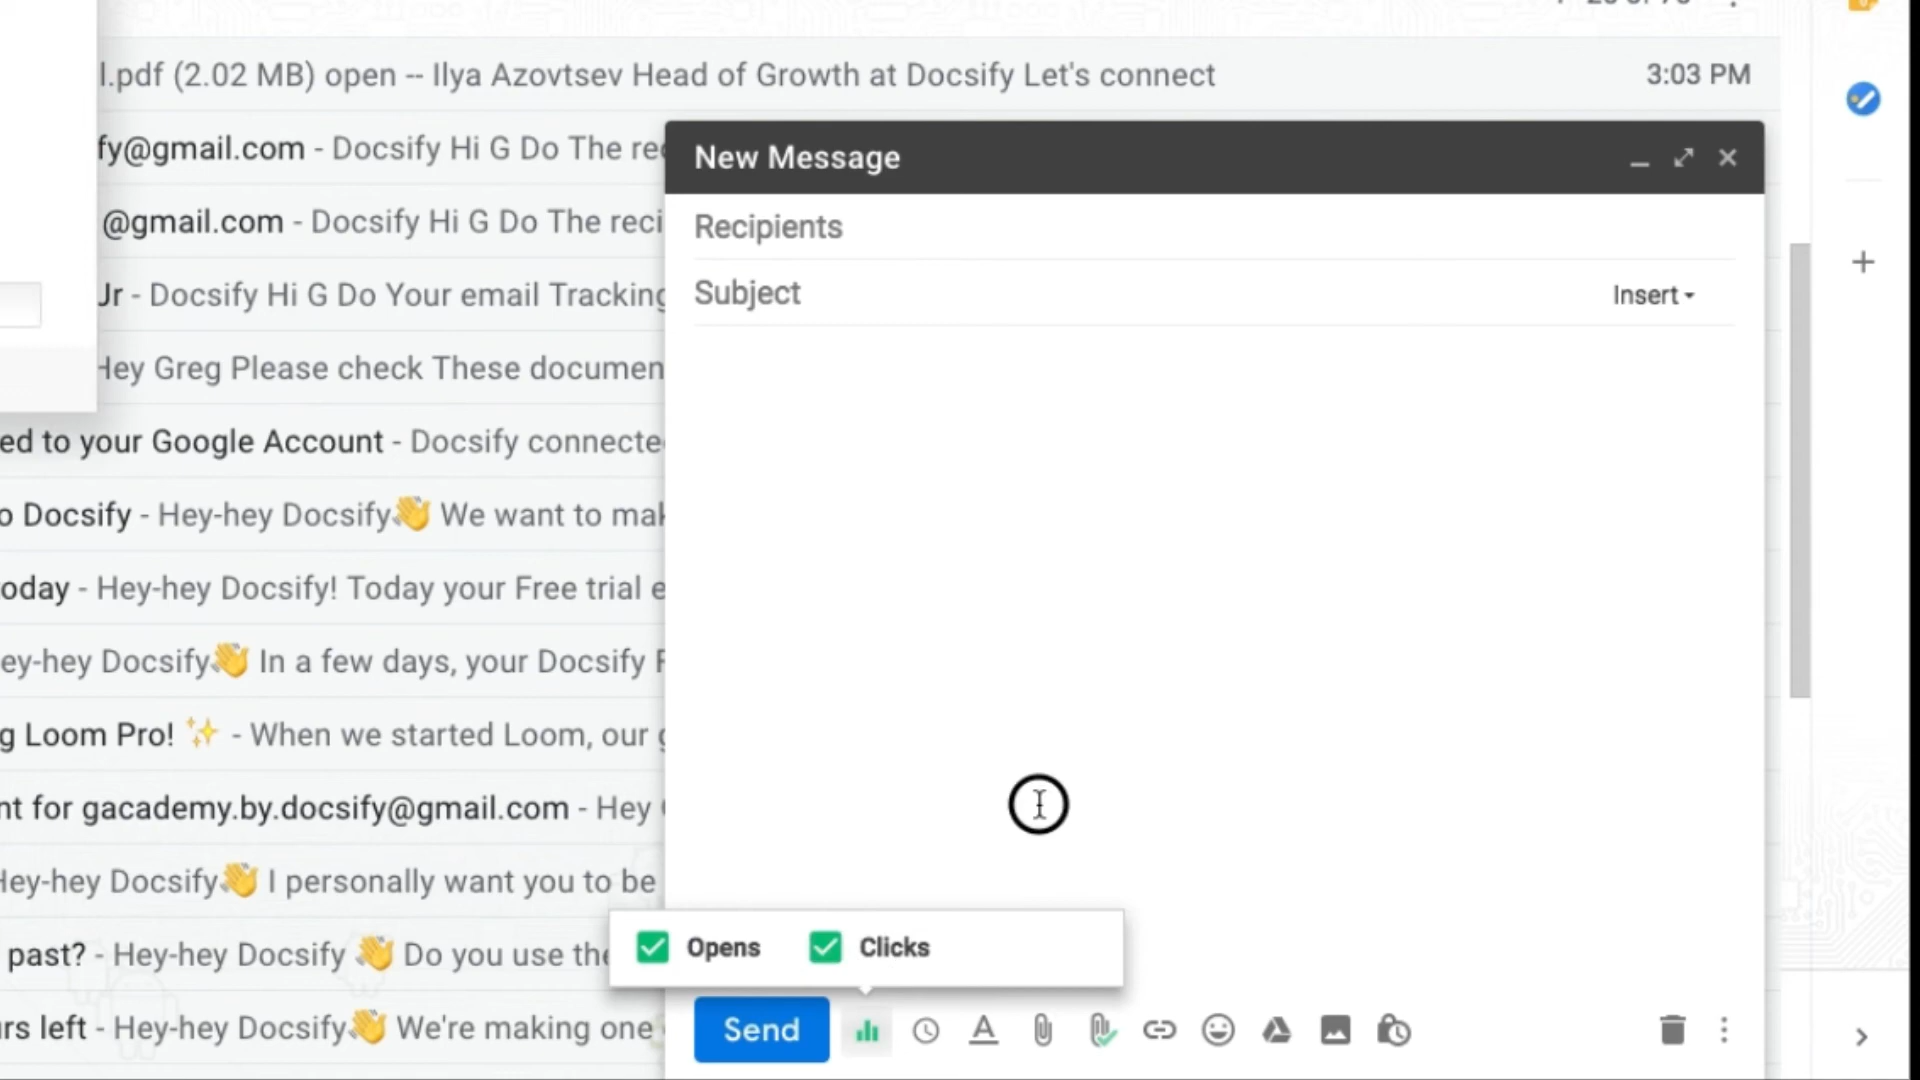 l.pdf (2.02 MB) open -- Ilya Azovtsev Head of Growth at Docsify Let's connect 3:03 PM
fy@gmail.com - Docsify Hi G Do The
@gmail.com - Docsify Hi G Do The reci
Jr - Docsify Hi G Do Your email Tracking
Hey Greg Please check These documen
ed to your Google Account - Docsify connecte
o Docsify - Hey-hey Docsify👋 We want to mak
oday - Hey-hey Docsify! Today your Free trial e
ey-hey Docsify👋 In a few days, your Docsify F
g Loom Pro! ✨ - When we started Loom, our g
nt for gacademy.by.docsify@gmail.com - Hey
Hey-hey Docsify👋 I personally want you to be
past? - Hey-hey Docsify 👋 Do you use the
rs left - Hey-hey Docsify👋 We're making one
New Message
Recipients
Subject Insert
Opens Clicks
Send